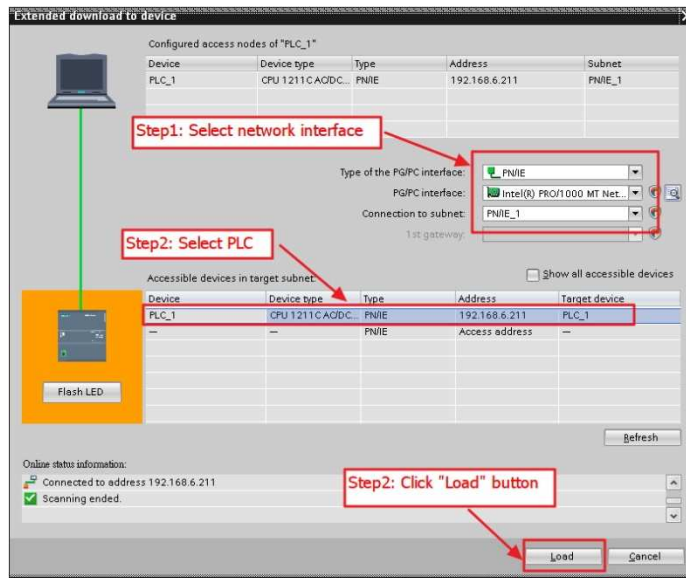 Extended download to device
Configured access nodes of "PLC_1"
Device Device type Type Address Subnet
PLC_1 CPU 1211C AC/DC... PN/IE 192.168.6.211 PN/IE_1
Step1: Select network interface
Type of the PG/PC interface: PN/IE
PG/PC interface: Intel(R) PRO/1000 MT Net...
Connection to subnet: PN/IE_1
1st gateway:
Step2: Select PLC
Show all accessible devices
Accessible devices in target subnet:
Device Device type Type Address Target device
PLC_1 CPU 1211C AC/DC... PN/IE 192.168.6.211 PLC_1
— — PN/IE Access address —
Flash LED
Refresh
Online status information:
Connected to address 192.168.6.211
Scanning ended.
Step2: Click "Load" button
Load Cancel